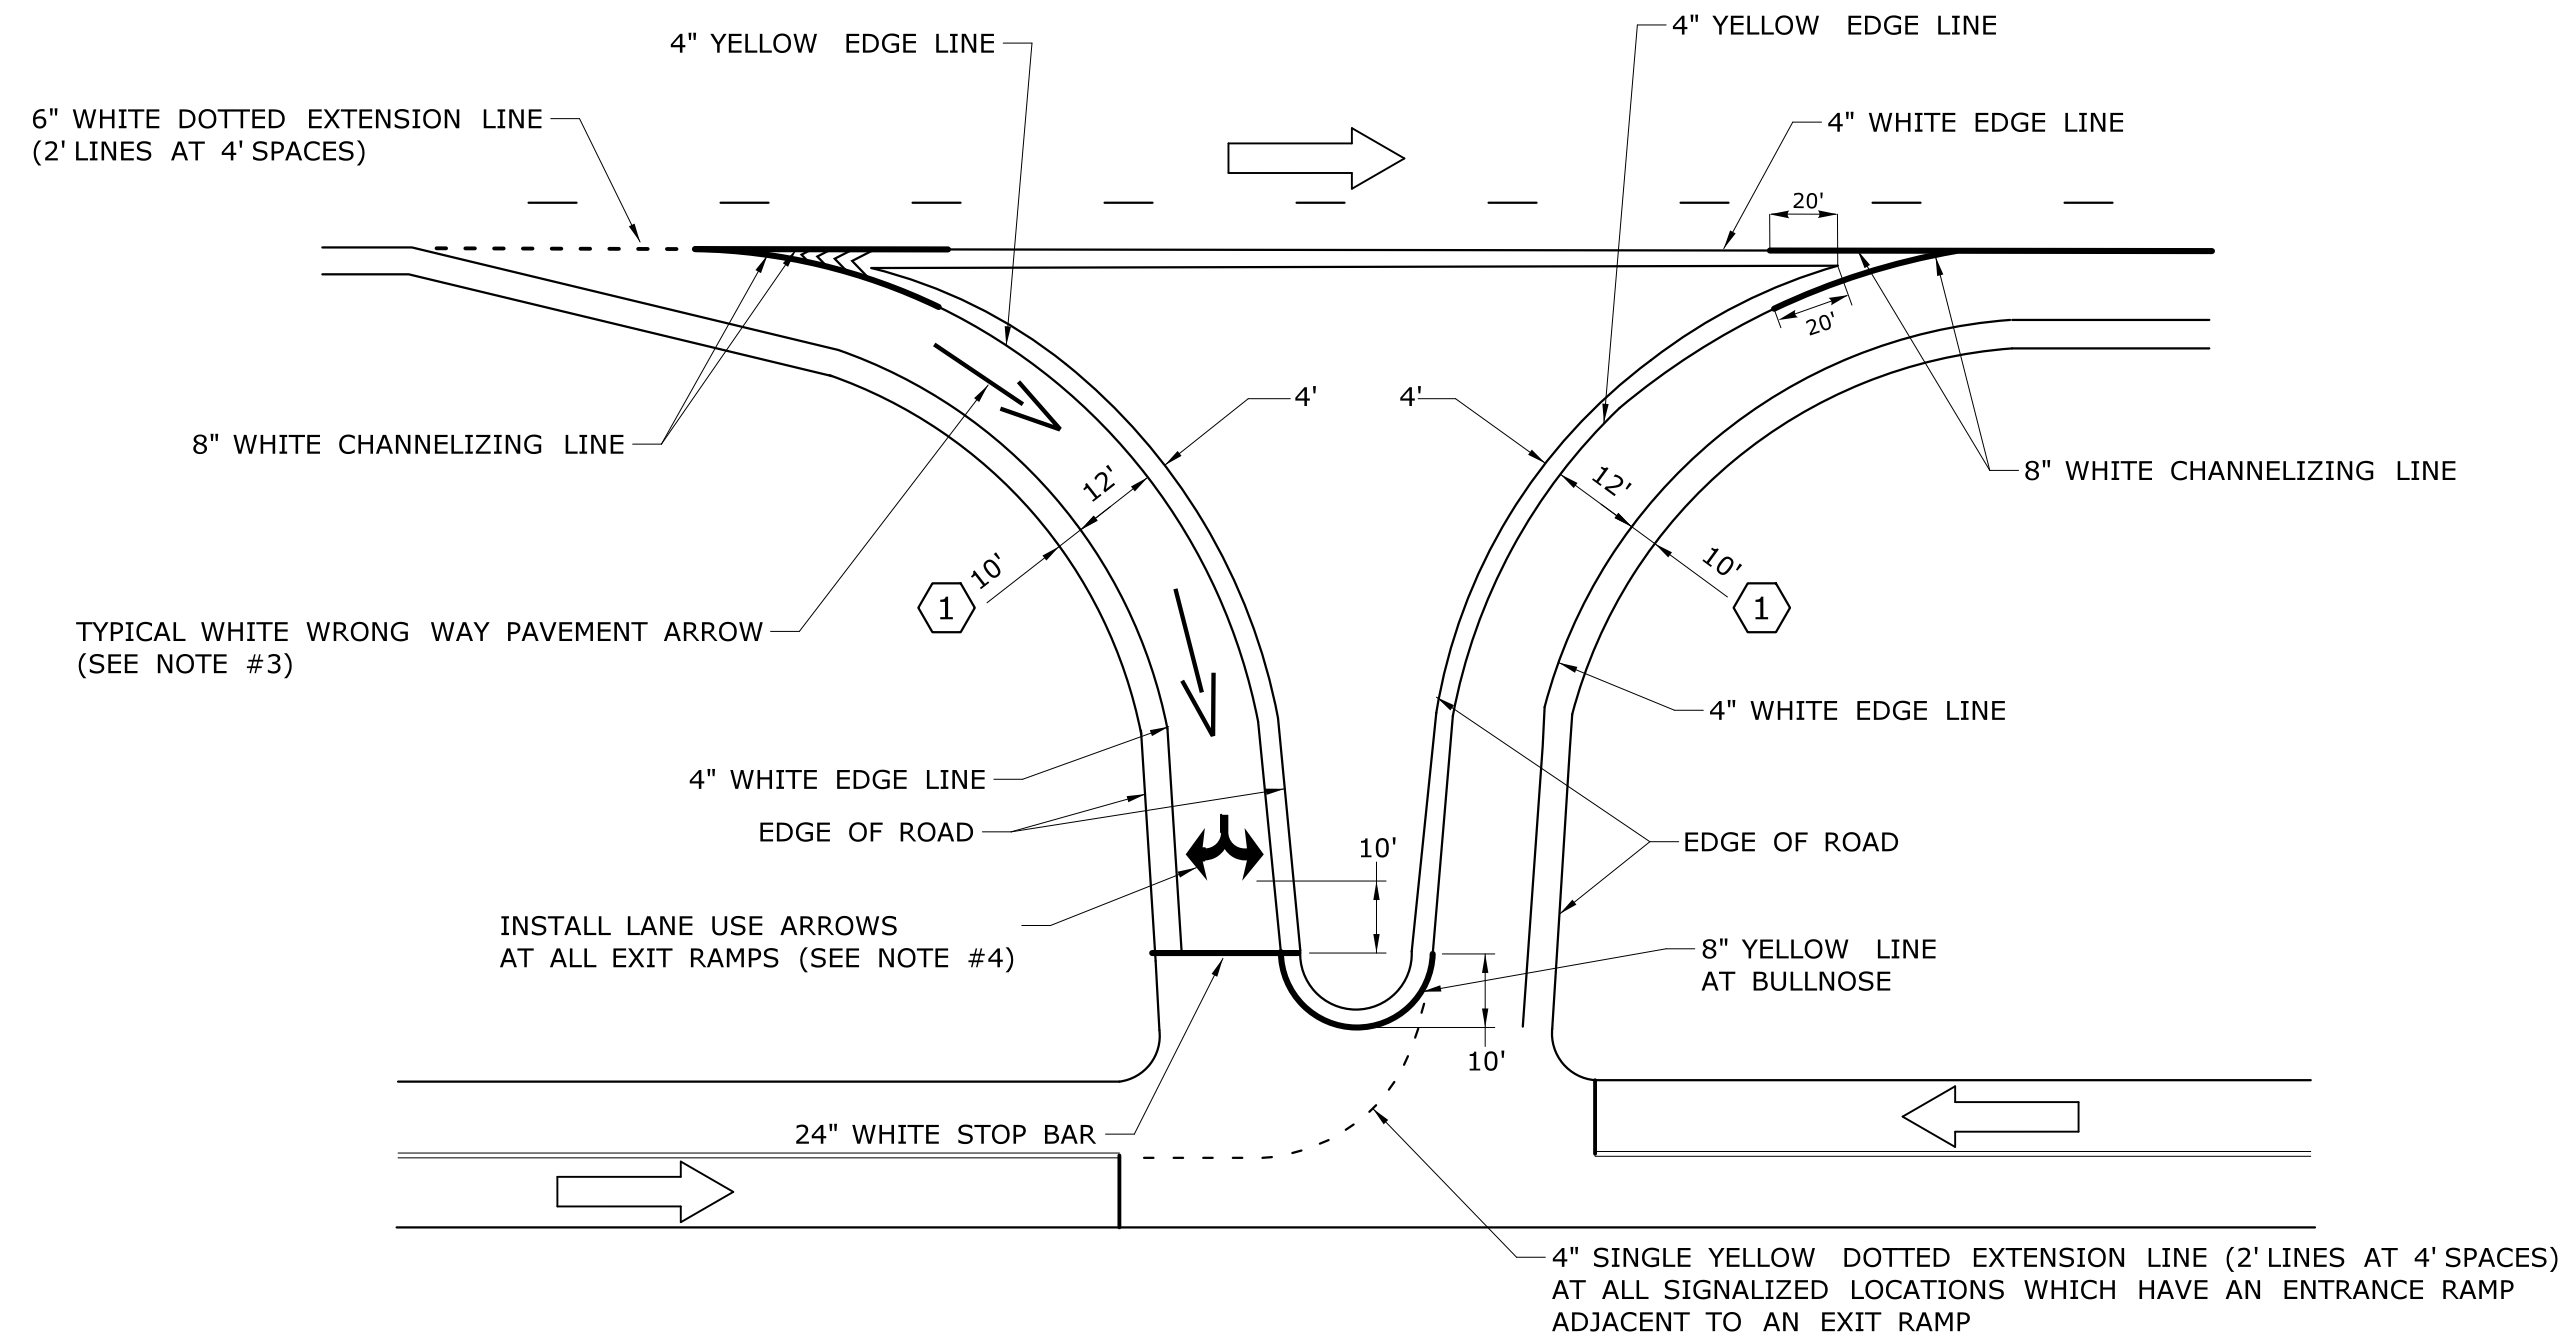 4" YELLOW EDGE LINE
4" YELLOW EDGE LINE
6" WHITE DOTTED EXTENSION LINE
(2' LINES AT 4' SPACES)
4" WHITE EDGE LINE
20'
20'
4'
4'
8" WHITE CHANNELIZING LINE
8" WHITE CHANNELIZING LINE
12'
12'
10'
10'
1
1
TYPICAL WHITE WRONG WAY PAVEMENT ARROW
(SEE NOTE #3)
4" WHITE EDGE LINE
4" WHITE EDGE LINE
EDGE OF ROAD
EDGE OF ROAD
10'
INSTALL LANE USE ARROWS
AT ALL EXIT RAMPS (SEE NOTE #4)
8" YELLOW LINE
AT BULLNOSE
10'
24" WHITE STOP BAR
4" SINGLE YELLOW DOTTED EXTENSION LINE (2' LINES AT 4' SPACES)
AT ALL SIGNALIZED LOCATIONS WHICH HAVE AN ENTRANCE RAMP
ADJACENT TO AN EXIT RAMP